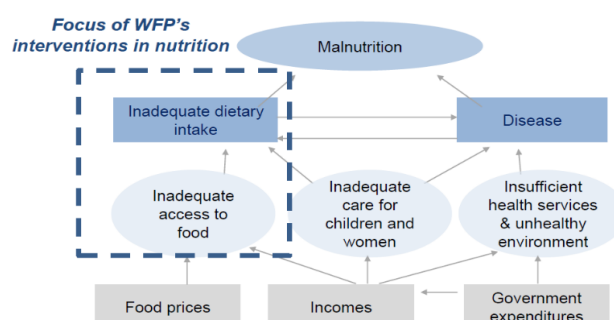 Focus of WFP's
interventions in nutrition
Malnutrition
Inadequate dietary
intake
Disease
Inadequate
access to
food
Inadequate
care for
children and
women
Insufficient
health services
& unhealthy
environment
Food prices
Incomes
Government
expenditures